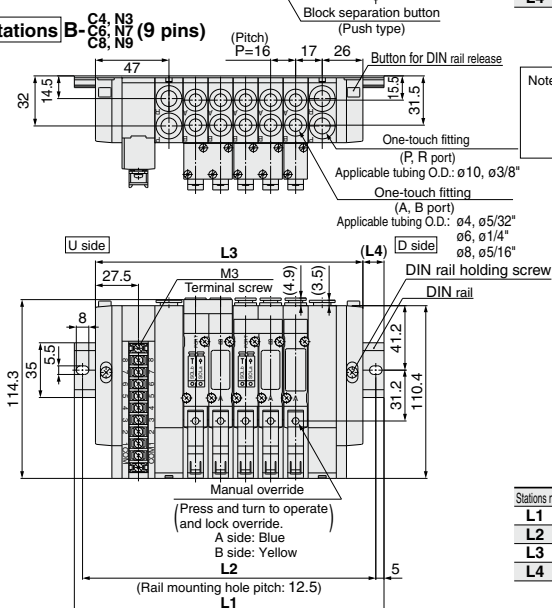 Block separation button
(Push type)
C4, N3
tations B- C6, N7 (9 pins)
C8, N9
(Pitch)
P=16
17
26
47
Button for DIN rail release
32
14.5
15.5
31.5
Note
One-touch fitting
(P, R port)
Applicable tubing O.D.: ø10, ø3/8"
One-touch fitting
(A, B port)
Applicable tubing O.D.: ø4, ø5/32"
ø6, ø1/4"
ø8, ø5/16"
U side
L3
(L4)
D side
27.5
M3
Terminal screw
(4.9)
(3.5)
DIN rail holding screw
DIN rail
8
5.5
35
114.3
41.2
31.2
110.4
Manual override
(Press and turn to operate
and lock override.
A side: Blue
B side: Yellow)
L2
5
(Rail mounting hole pitch: 12.5)
L1
Stations n
L1
L2
L3
L4